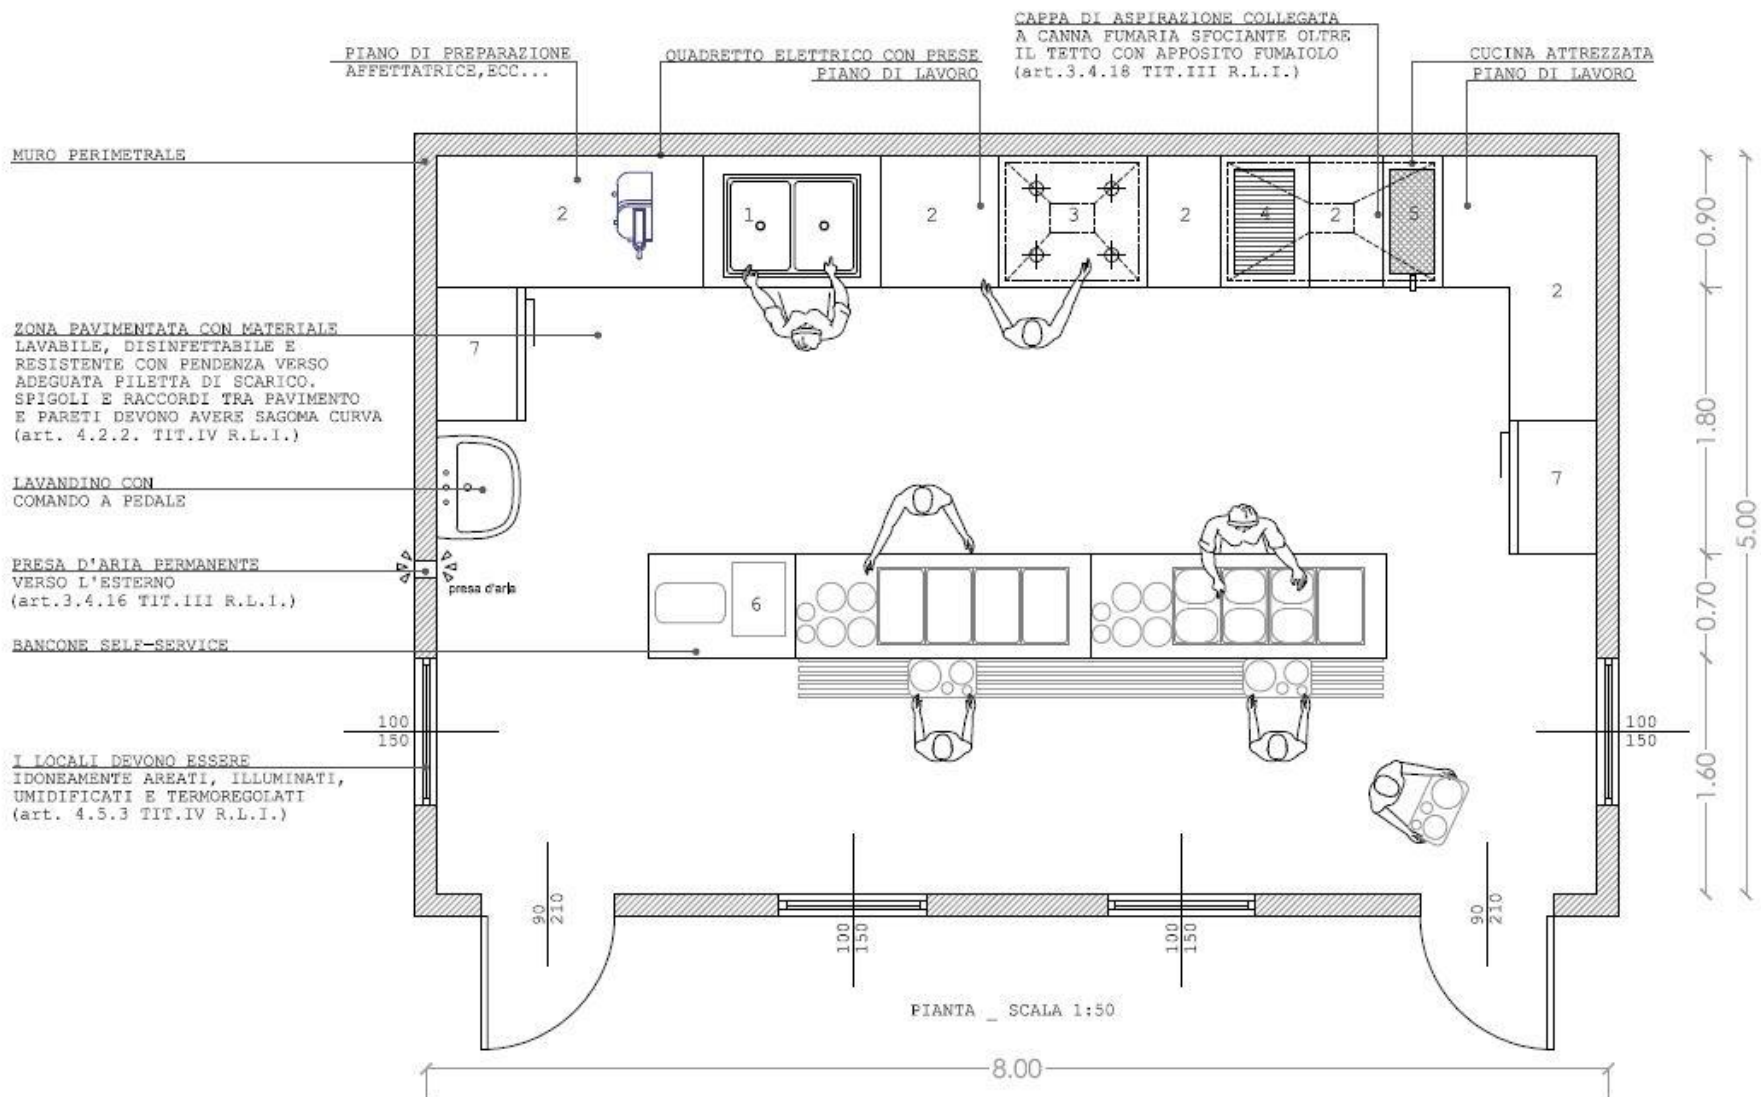 CAPPA DI ASPIRAZIONE COLLEGATA
A CANNA FUMARIA SFOCIANTE OLTRE
IL TETTO CON APPOSITO FUMAIOLO
(art.3.4.18 TIT.III R.L.I.)
PIANO DI PREPARAZIONE
AFFETTATRICE,ECC...
QUADRETTO ELETTRICO CON PRESE
PIANO DI LAVORO
CUCINA ATTREZZATA
PIANO DI LAVORO
MURO PERIMETRALE
2
1
2
3
2
4
2
5
2
0.90
ZONA PAVIMENTATA CON MATERIALE
LAVABILE, DISINFETTABILE E
RESISTENTE CON PENDENZA VERSO
ADEGUATA PILETTA DI SCARICO.
SPIGOLI E RACCORDI TRA PAVIMENTO
E PARETI DEVONO AVERE SAGOMA CURVA
(art. 4.2.2. TIT.IV R.L.I.)
7
1.80
LAVANDINO CON
COMANDO A PEDALE
7
5.00
PRESA D'ARIA PERMANENTE
VERSO L'ESTERNO
(art.3.4.16 TIT.III R.L.I.)
presa d'aria
6
0.70
BANCONE SELF-SERVICE
100
150
100
150
1.60
I LOCALI DEVONO ESSERE
IDONEAMENTE AREATI, ILLUMINATI,
UMIDIFICATI E TERMOREGOLATI
(art. 4.5.3 TIT.IV R.L.I.)
90
210
100
150
100
150
90
210
PIANTA _ SCALA 1:50
8.00